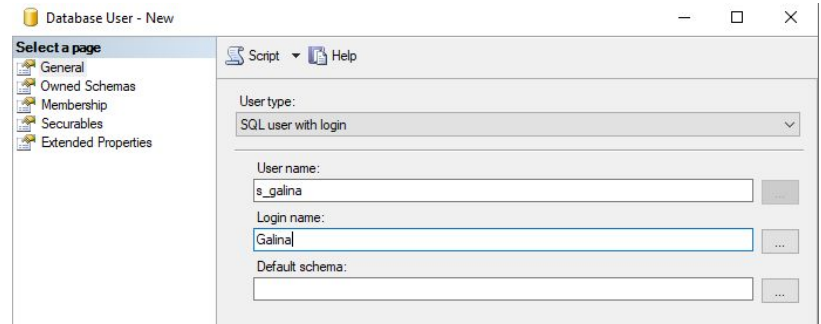 Database User - New
Select a page
General
Owned Schemas
Membership
Securables
Extended Properties
Script Help
User type:
SQL user with login
User name:
s_galina
...
Login name:
Galina
...
Default schema:
...